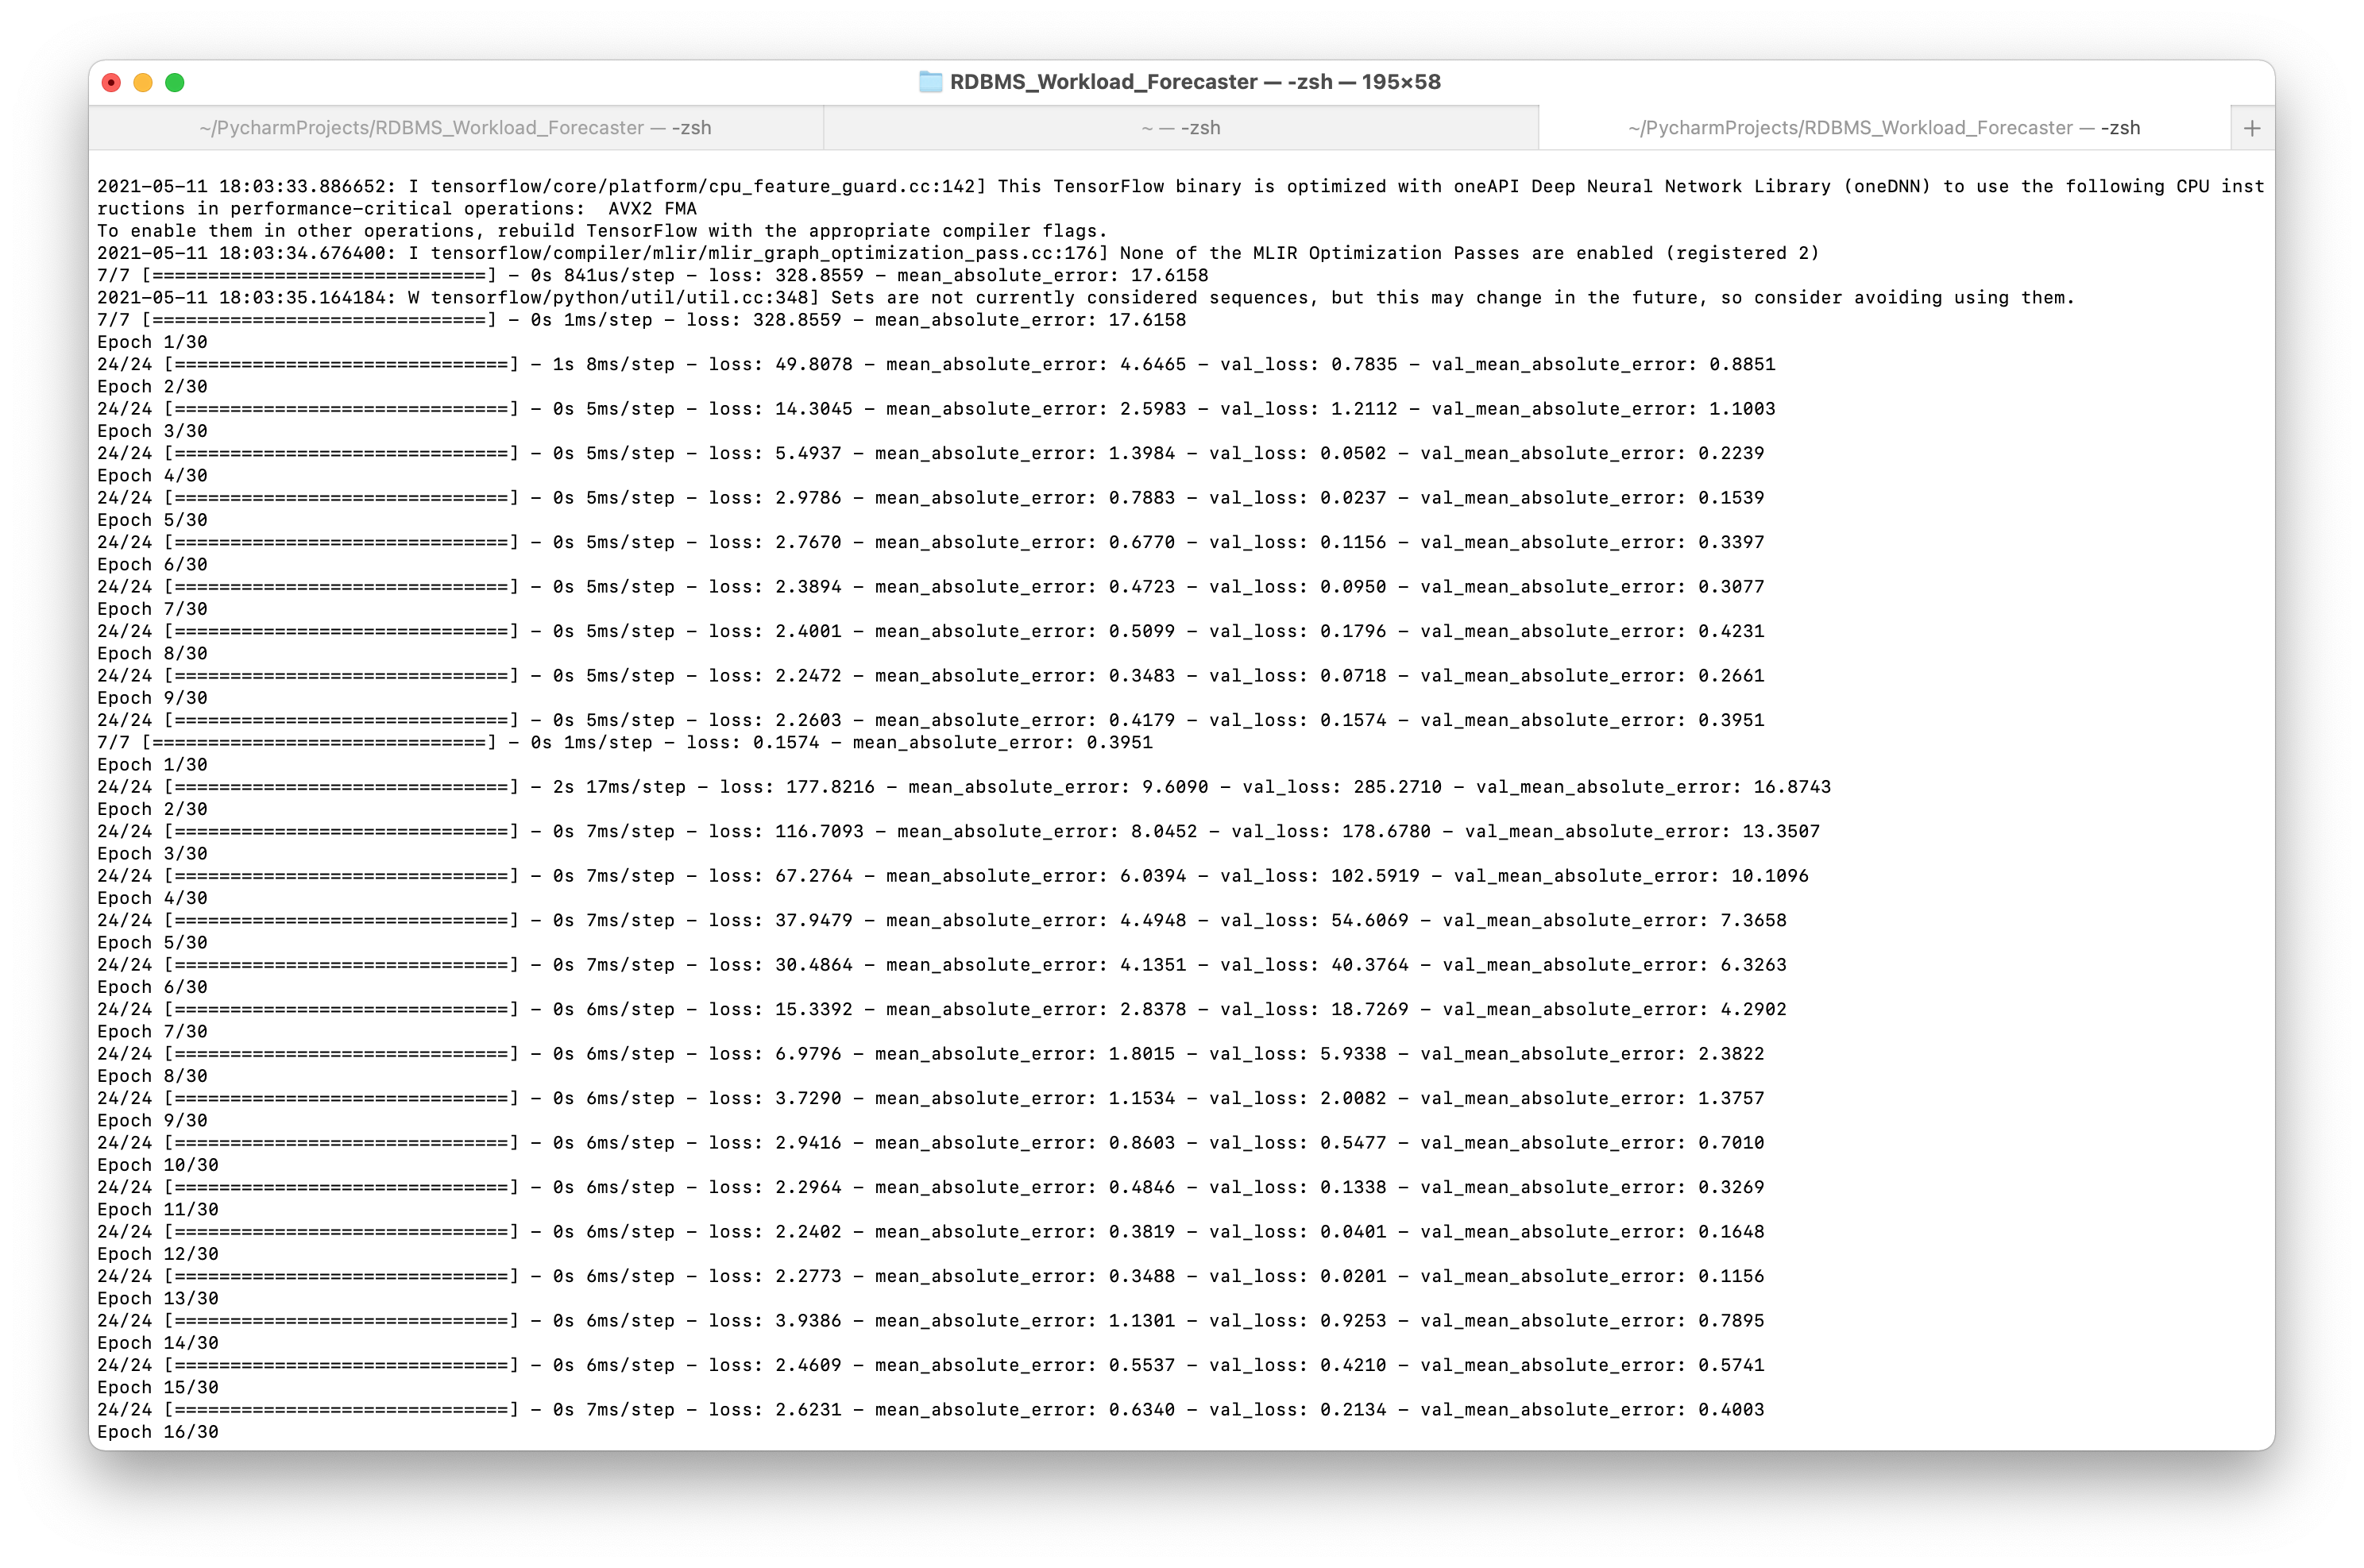 RDBMS_Workload_Forecaster — -zsh — 195×58
~/PycharmProjects/RDBMS_Workload_Forecaster — -zsh
~ — -zsh
~/PycharmProjects/RDBMS_Workload_Forecaster — -zsh
+
2021-05-11 18:03:33.886652: I tensorflow/core/platform/cpu_feature_guard.cc:142] This TensorFlow binary is optimized with oneAPI Deep Neural Network Library (oneDNN) to use the following CPU inst
ructions in performance-critical operations:  AVX2 FMA
To enable them in other operations, rebuild TensorFlow with the appropriate compiler flags.
2021-05-11 18:03:34.676400: I tensorflow/compiler/mlir/mlir_graph_optimization_pass.cc:176] None of the MLIR Optimization Passes are enabled (registered 2)
7/7 [==============================] - 0s 841us/step - loss: 328.8559 - mean_absolute_error: 17.6158
2021-05-11 18:03:35.164184: W tensorflow/python/util/util.cc:348] Sets are not currently considered sequences, but this may change in the future, so consider avoiding using them.
7/7 [==============================] - 0s 1ms/step - loss: 328.8559 - mean_absolute_error: 17.6158
Epoch 1/30
24/24 [==============================] - 1s 8ms/step - loss: 49.8078 - mean_absolute_error: 4.6465 - val_loss: 0.7835 - val_mean_absolute_error: 0.8851
Epoch 2/30
24/24 [==============================] - 0s 5ms/step - loss: 14.3045 - mean_absolute_error: 2.5983 - val_loss: 1.2112 - val_mean_absolute_error: 1.1003
Epoch 3/30
24/24 [==============================] - 0s 5ms/step - loss: 5.4937 - mean_absolute_error: 1.3984 - val_loss: 0.0502 - val_mean_absolute_error: 0.2239
Epoch 4/30
24/24 [==============================] - 0s 5ms/step - loss: 2.9786 - mean_absolute_error: 0.7883 - val_loss: 0.0237 - val_mean_absolute_error: 0.1539
Epoch 5/30
24/24 [==============================] - 0s 5ms/step - loss: 2.7670 - mean_absolute_error: 0.6770 - val_loss: 0.1156 - val_mean_absolute_error: 0.3397
Epoch 6/30
24/24 [==============================] - 0s 5ms/step - loss: 2.3894 - mean_absolute_error: 0.4723 - val_loss: 0.0950 - val_mean_absolute_error: 0.3077
Epoch 7/30
24/24 [==============================] - 0s 5ms/step - loss: 2.4001 - mean_absolute_error: 0.5099 - val_loss: 0.1796 - val_mean_absolute_error: 0.4231
Epoch 8/30
24/24 [==============================] - 0s 5ms/step - loss: 2.2472 - mean_absolute_error: 0.3483 - val_loss: 0.0718 - val_mean_absolute_error: 0.2661
Epoch 9/30
24/24 [==============================] - 0s 5ms/step - loss: 2.2603 - mean_absolute_error: 0.4179 - val_loss: 0.1574 - val_mean_absolute_error: 0.3951
7/7 [==============================] - 0s 1ms/step - loss: 0.1574 - mean_absolute_error: 0.3951
Epoch 1/30
24/24 [==============================] - 2s 17ms/step - loss: 177.8216 - mean_absolute_error: 9.6090 - val_loss: 285.2710 - val_mean_absolute_error: 16.8743
Epoch 2/30
24/24 [==============================] - 0s 7ms/step - loss: 116.7093 - mean_absolute_error: 8.0452 - val_loss: 178.6780 - val_mean_absolute_error: 13.3507
Epoch 3/30
24/24 [==============================] - 0s 7ms/step - loss: 67.2764 - mean_absolute_error: 6.0394 - val_loss: 102.5919 - val_mean_absolute_error: 10.1096
Epoch 4/30
24/24 [==============================] - 0s 7ms/step - loss: 37.9479 - mean_absolute_error: 4.4948 - val_loss: 54.6069 - val_mean_absolute_error: 7.3658
Epoch 5/30
24/24 [==============================] - 0s 7ms/step - loss: 30.4864 - mean_absolute_error: 4.1351 - val_loss: 40.3764 - val_mean_absolute_error: 6.3263
Epoch 6/30
24/24 [==============================] - 0s 6ms/step - loss: 15.3392 - mean_absolute_error: 2.8378 - val_loss: 18.7269 - val_mean_absolute_error: 4.2902
Epoch 7/30
24/24 [==============================] - 0s 6ms/step - loss: 6.9796 - mean_absolute_error: 1.8015 - val_loss: 5.9338 - val_mean_absolute_error: 2.3822
Epoch 8/30
24/24 [==============================] - 0s 6ms/step - loss: 3.7290 - mean_absolute_error: 1.1534 - val_loss: 2.0082 - val_mean_absolute_error: 1.3757
Epoch 9/30
24/24 [==============================] - 0s 6ms/step - loss: 2.9416 - mean_absolute_error: 0.8603 - val_loss: 0.5477 - val_mean_absolute_error: 0.7010
Epoch 10/30
24/24 [==============================] - 0s 6ms/step - loss: 2.2964 - mean_absolute_error: 0.4846 - val_loss: 0.1338 - val_mean_absolute_error: 0.3269
Epoch 11/30
24/24 [==============================] - 0s 6ms/step - loss: 2.2402 - mean_absolute_error: 0.3819 - val_loss: 0.0401 - val_mean_absolute_error: 0.1648
Epoch 12/30
24/24 [==============================] - 0s 6ms/step - loss: 2.2773 - mean_absolute_error: 0.3488 - val_loss: 0.0201 - val_mean_absolute_error: 0.1156
Epoch 13/30
24/24 [==============================] - 0s 6ms/step - loss: 3.9386 - mean_absolute_error: 1.1301 - val_loss: 0.9253 - val_mean_absolute_error: 0.7895
Epoch 14/30
24/24 [==============================] - 0s 6ms/step - loss: 2.4609 - mean_absolute_error: 0.5537 - val_loss: 0.4210 - val_mean_absolute_error: 0.5741
Epoch 15/30
24/24 [==============================] - 0s 7ms/step - loss: 2.6231 - mean_absolute_error: 0.6340 - val_loss: 0.2134 - val_mean_absolute_error: 0.4003
Epoch 16/30